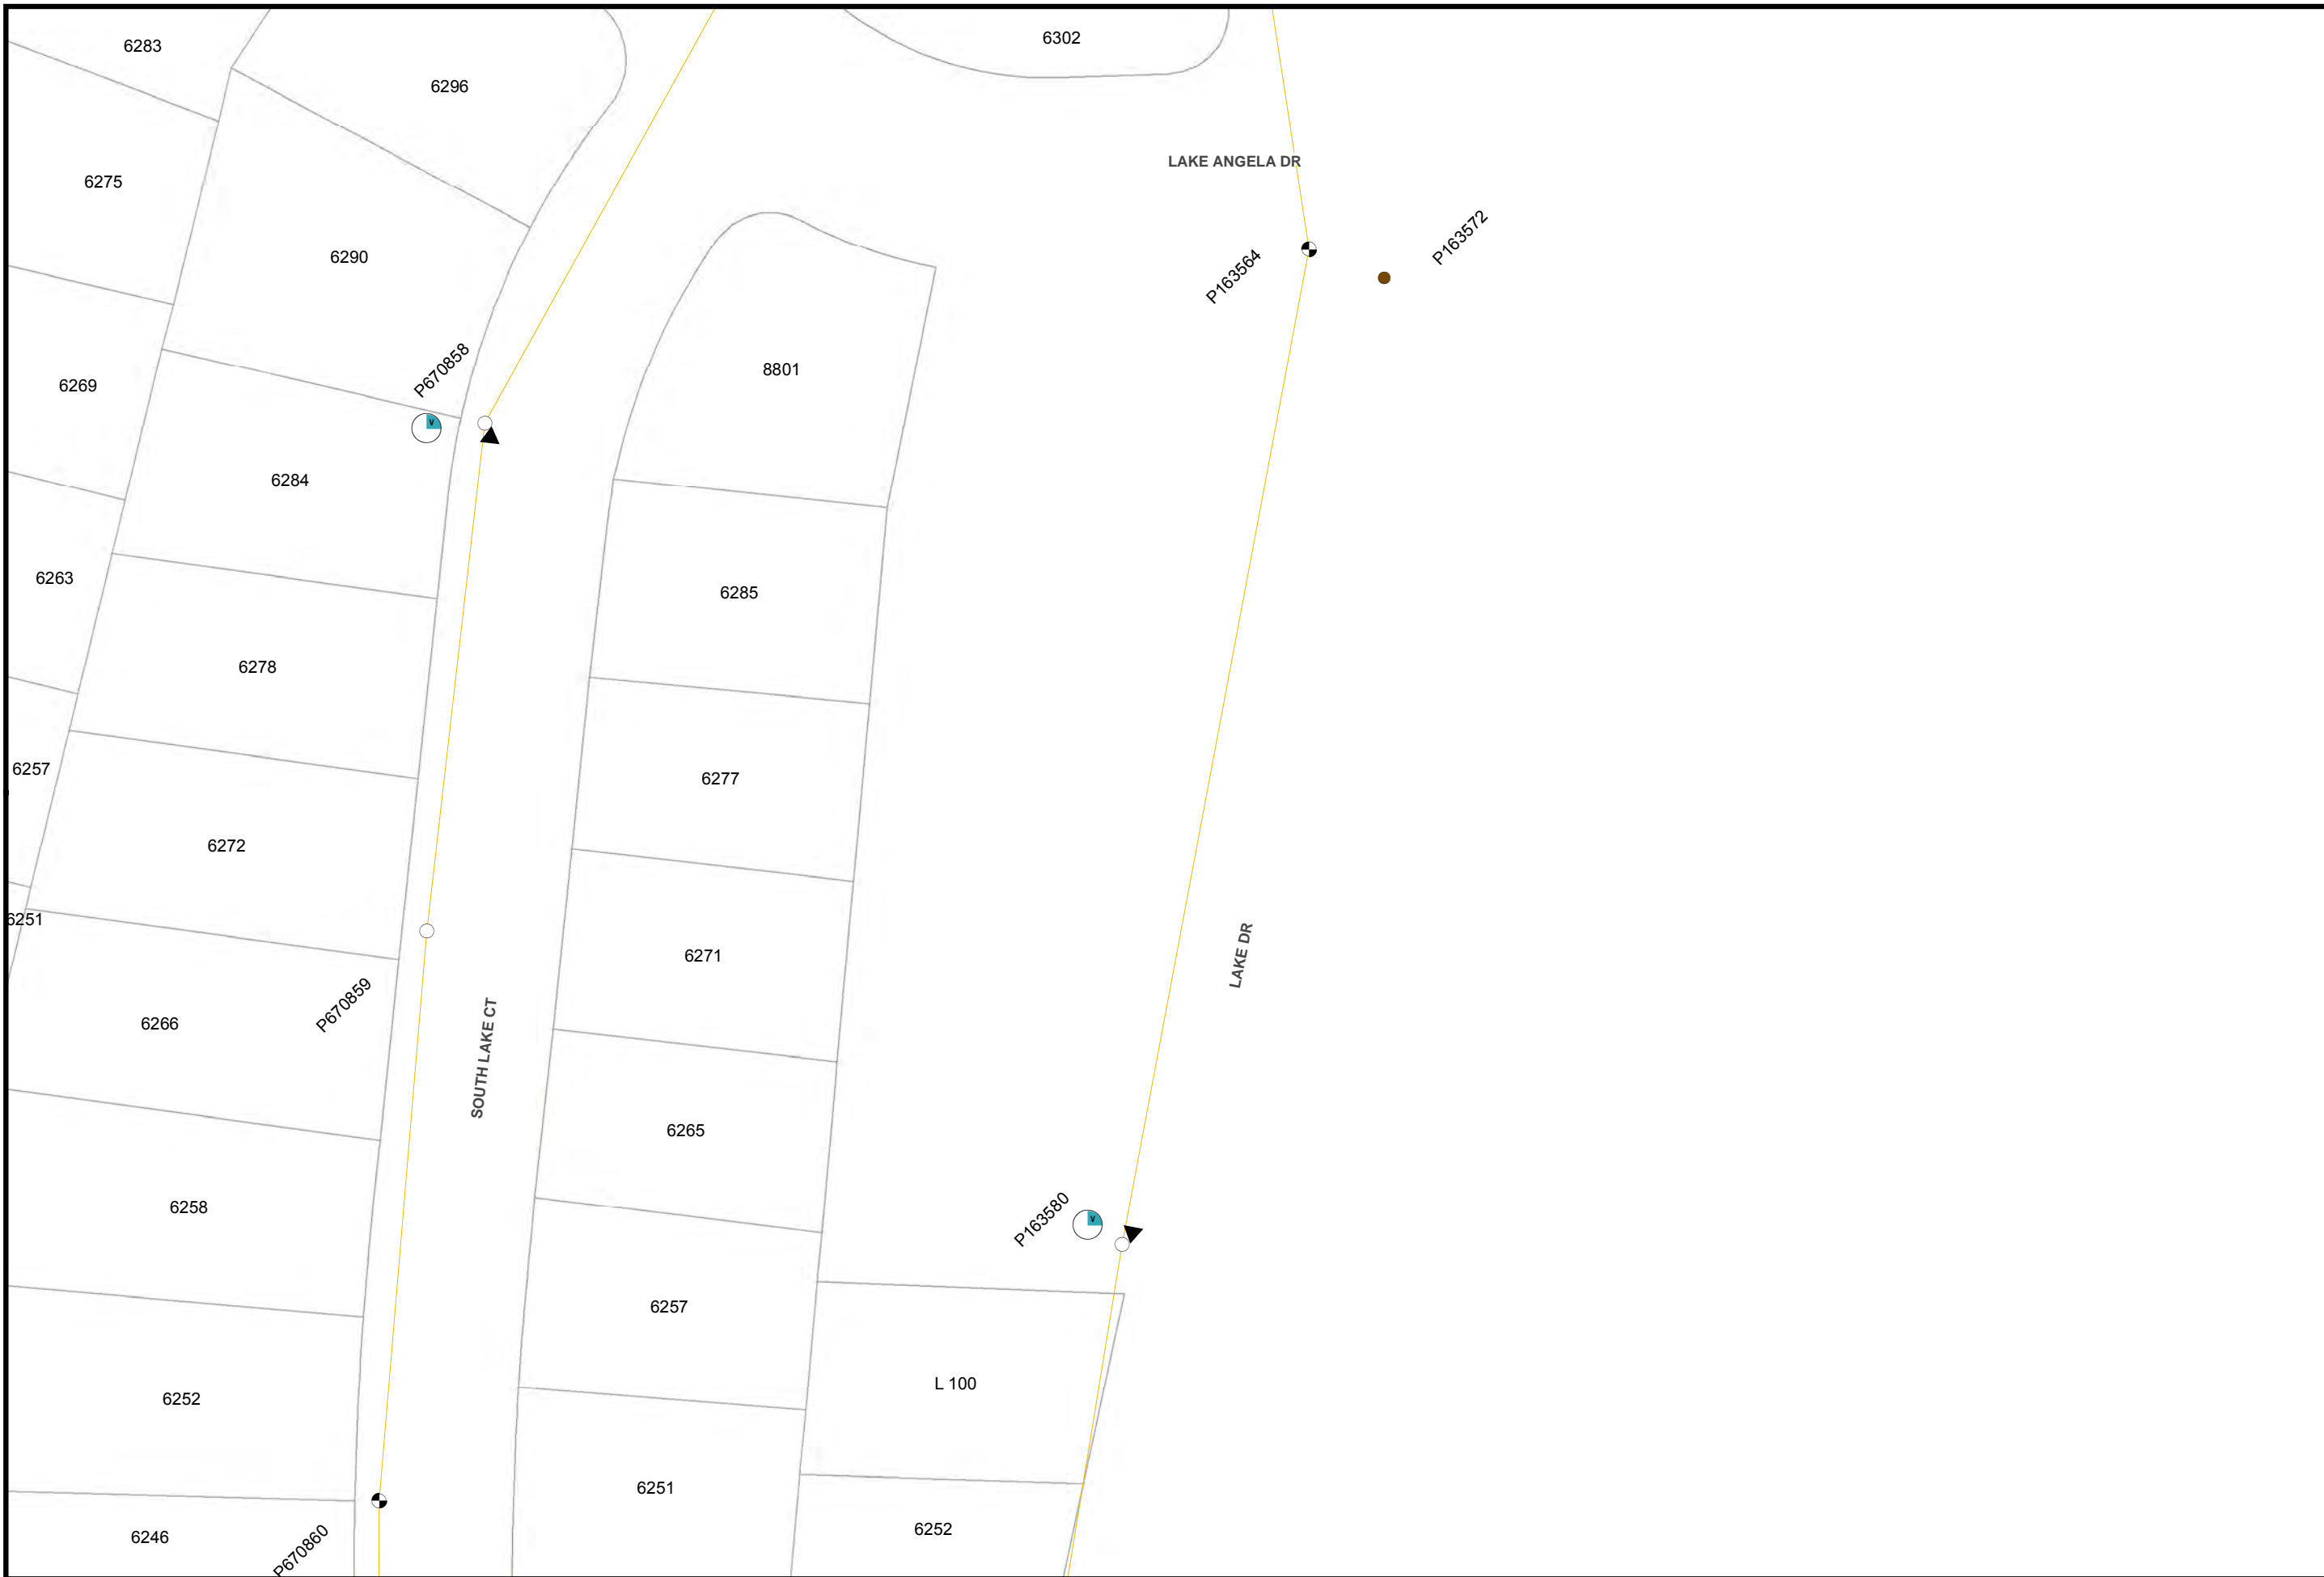 6302
6283
6296
LAKE ANGELA DR
6275
P163572
6290
P163564
P670858
8801
6269
6284
6263
6285
6278
6257
6277
6272
6251
6271
LAKE DR
P670859
6266
SOUTH LAKE CT
6265
6258
P163580
V
V
6257
L 100
6252
6251
6252
6246
P670860